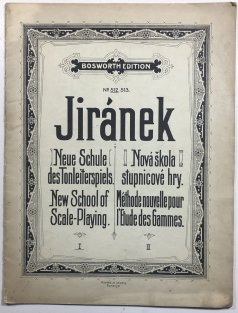 BOSWORTH EDITION
Nº 512. 513.
Jiránek
Neue Schule
des Tonleiterspiels.
New School of
Scale-Playing.
I
Nová škola
stupnicové hry.
Méthode nouvelle pour
l'Étude des Gammes.
II